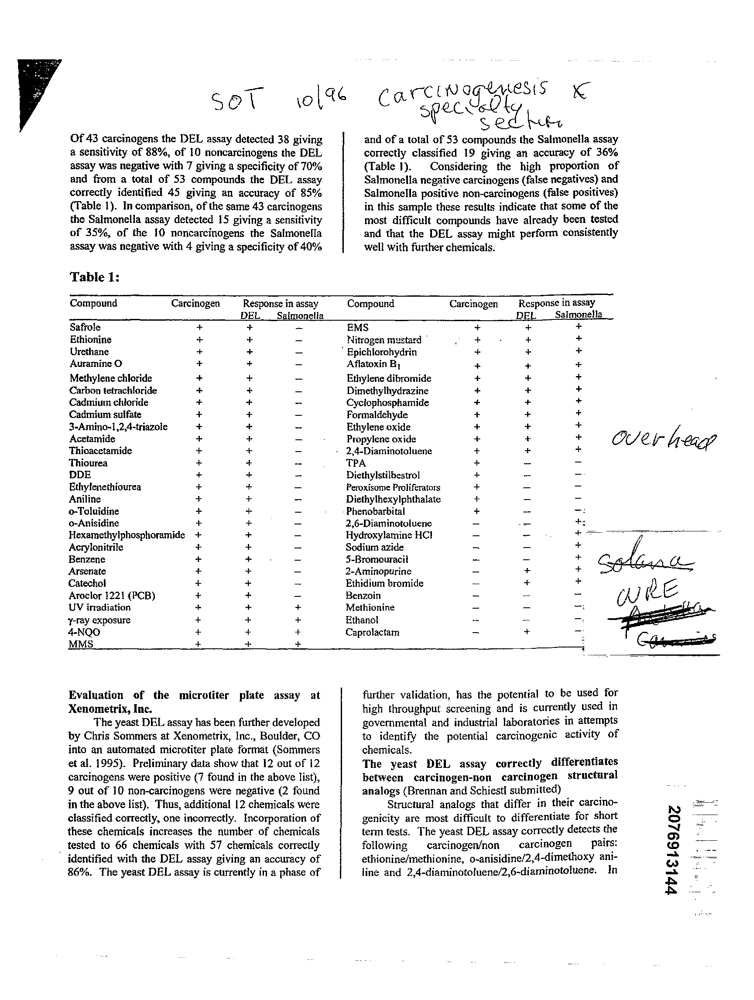 SOT 10/96 Carcinogenesis
specialty
section
Of 43 carcinogens the DEL assay detected 38 giving
a sensitivity of 88%, of 10 noncarcinogens the DEL
assay was negative with 7 giving a specificity of 70%
and from a total of 53 compounds the DEL assay
correctly identified 45 giving an accuracy of 85%
(Table 1). In comparison, of the same 43 carcinogens
the Salmonella assay detected 15 giving a sensitivity
of 35%, of the 10 noncarcinogens the Salmonella
assay was negative with 4 giving a specificity of 40%
and of a total of 53 compounds the Salmonella assay
correctly classified 19 giving an accuracy of 36%
(Table 1). Considering the high proportion of
Salmonella negative carcinogens (false negatives) and
Salmonella positive non-carcinogens (false positives)
in this sample these results indicate that some of the
most difficult compounds have already been tested
and that the DEL assay might perform consistently
well with further chemicals.
Table 1:
Compound Carcinogen Response in assay Compound Carcinogen Response in assay
DEL Salmonella DEL Salmonella
Safrole + + – EMS + + +
Ethionine + + – Nitrogen mustard + + +
Urethane + + – Epichlorohydrin + + +
Auramine O + + – Aflatoxin B1 + + +
Methylene chloride + + – Ethylene dibromide + + +
Carbon tetrachloride + + – Dimethylhydrazine + + +
Cadmium chloride + + – Cyclophosphamide + + +
Cadmium sulfate + + – Formaldehyde + + +
3-Amino-1,2,4-triazole + + – Ethylene oxide + + +
Acetamide + + – Propylene oxide + + +
Thioacetamide + + – 2,4-Diaminotoluene + + +
Thiourea + + – TPA + – –
DDE + + – Diethylstilbestrol + – –
Ethylenethiourea + + – Peroxisome Proliferators + – –
Aniline + + – Diethylhexylphthalate + – –
o-Toluidine + + – Phenobarbital + – –
o-Anisidine + + – 2,6-Diaminotoluene – – +
Hexamethylphosphoramide + + – Hydroxylamine HCl – – +
Acrylonitrile + + – Sodium azide – – +
Benzene + + – 5-Bromouracil – – +
Arsenate + + – 2-Aminopurine – + +
Catechol + + – Ethidium bromide – + +
Aroclor 1221 (PCB) + + – Benzoin – – –
UV irradiation + + + Methionine – – –
γ-ray exposure + + + Ethanol – – –
4-NQO + + + Caprolactam – + –
MMS + + +
overhead
Evaluation of the microtiter plate assay at
Xenometrix, Inc.
The yeast DEL assay has been further developed
by Chris Sommers at Xenometrix, Inc., Boulder, CO
into an automated microtiter plate format (Sommers
et al. 1995). Preliminary data show that 12 out of 12
carcinogens were positive (7 found in the above list),
9 out of 10 non-carcinogens were negative (2 found
in the above list). Thus, additional 12 chemicals were
classified correctly, one incorrectly. Incorporation of
these chemicals increases the number of chemicals
tested to 66 chemicals with 57 chemicals correctly
identified with the DEL assay giving an accuracy of
86%. The yeast DEL assay is currently in a phase of
further validation, has the potential to be used for
high throughput screening and is currently used in
governmental and industrial laboratories in attempts
to identify the potential carcinogenic activity of
chemicals.
The yeast DEL assay correctly differentiates
between carcinogen-non carcinogen structural
analogs (Brennan and Schiestl submitted)
Structural analogs that differ in their carcino-
genicity are most difficult to differentiate for short
term tests. The yeast DEL assay correctly detects the
following carcinogen/non carcinogen pairs:
ethionine/methionine, o-anisidine/2,4-dimethoxy ani-
line and 2,4-diaminotoluene/2,6-diaminotoluene. In
2076913144